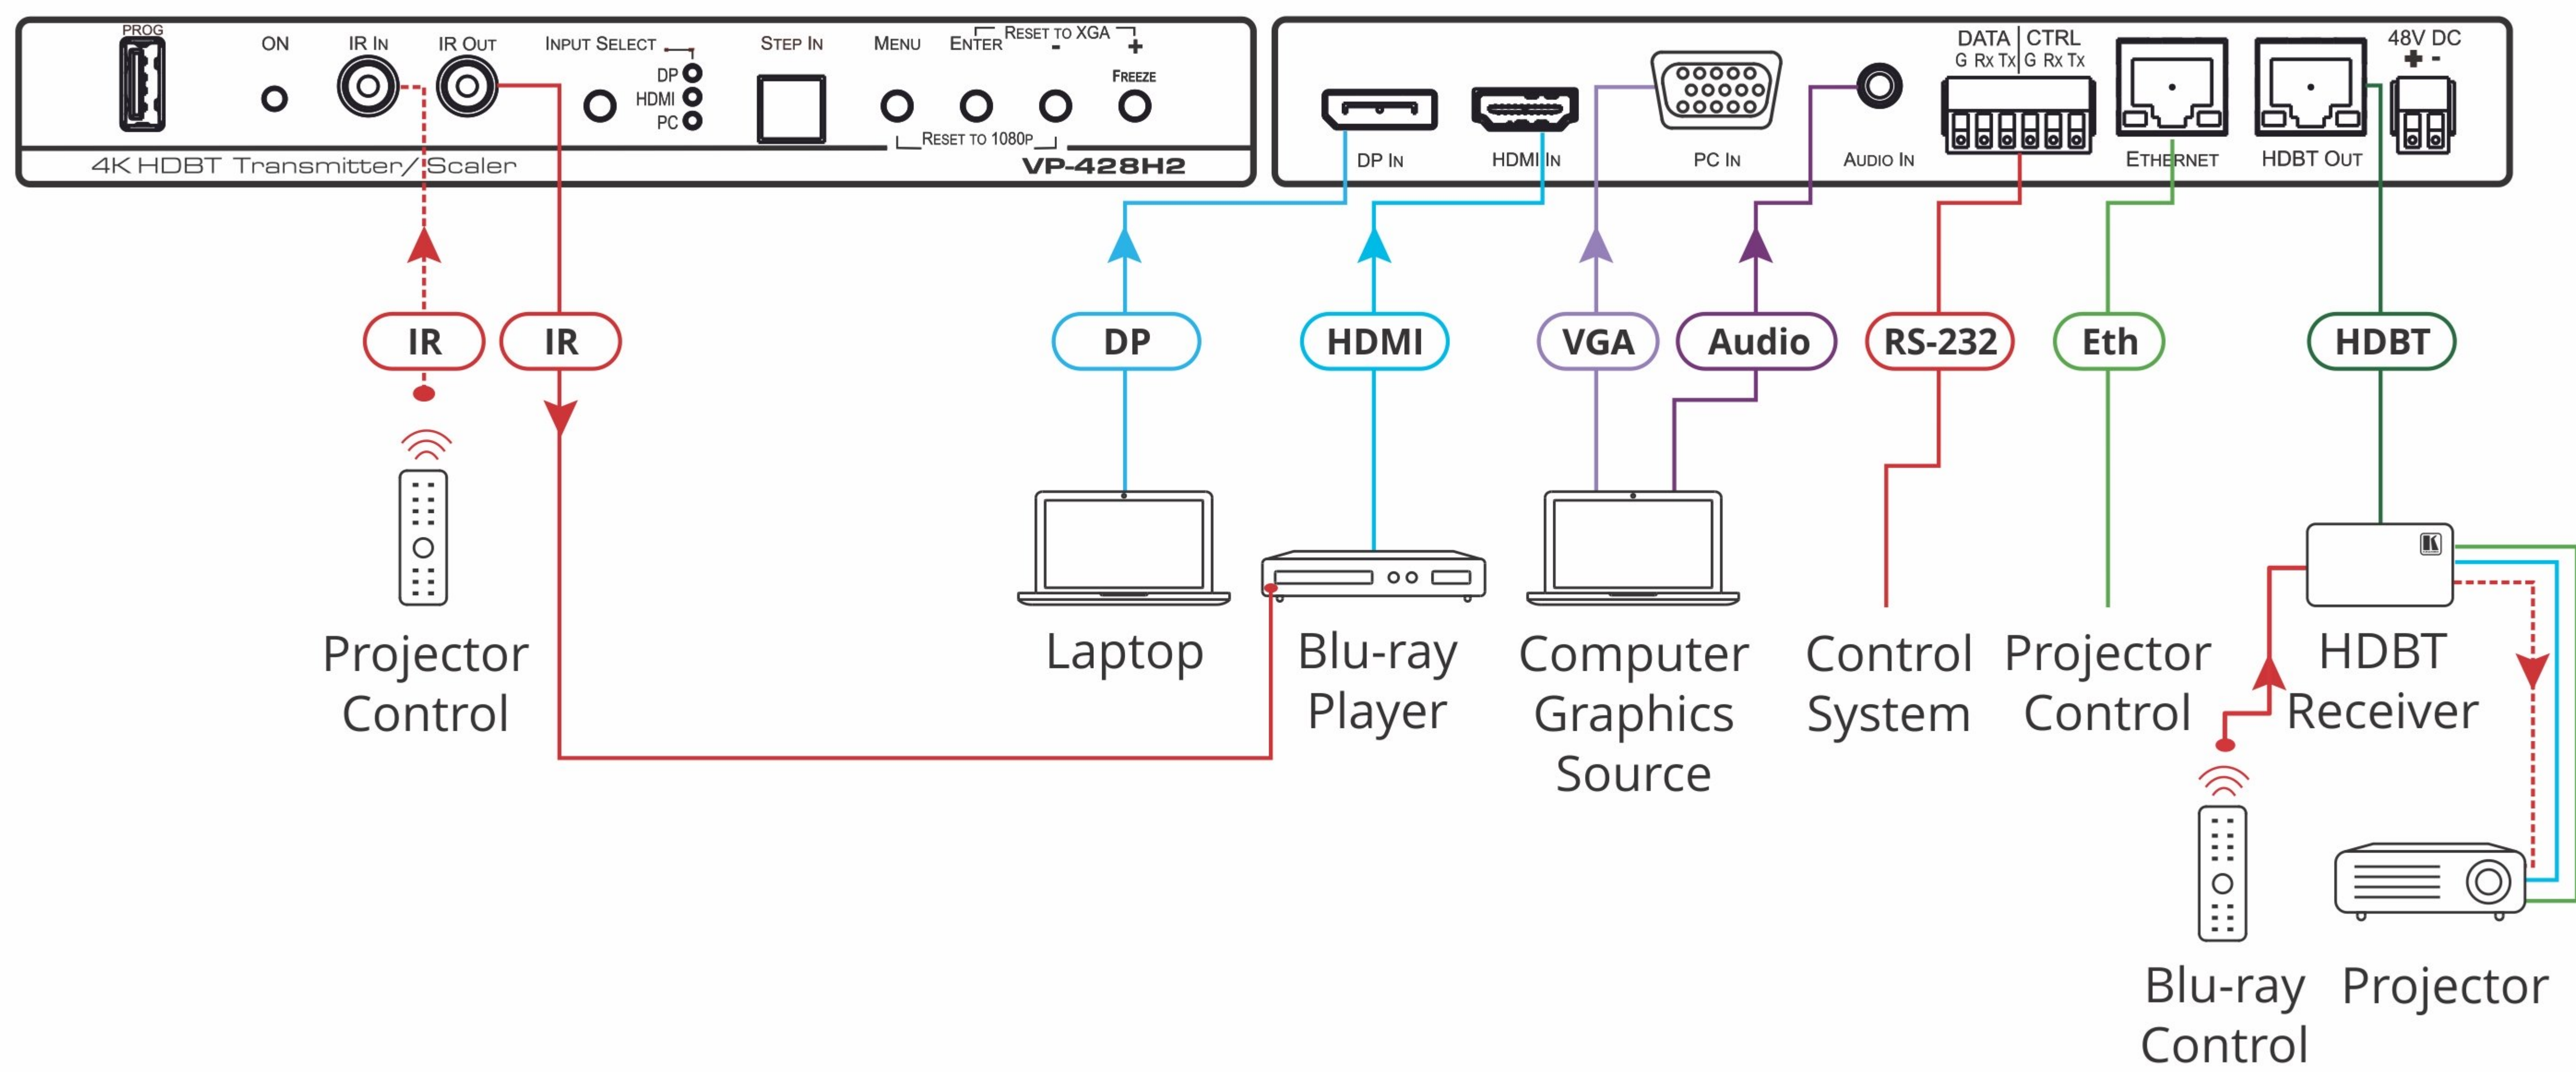 PROG
ON
IR IN
IR OUT
INPUT SELECT
DP
HDMI
PC
STEP IN
MENU
ENTER
RESET TO XGA
-
+
FREEZE
RESET TO 1080P
4K HDBT Transmitter/Scaler
VP-428H2
DP IN
HDMI IN
PC IN
AUDIO IN
DATA CTRL
G Rx Tx G Rx Tx
ETHERNET
HDBT OUT
48V DC
+ -
IR
IR
DP
HDMI
VGA
Audio
RS-232
Eth
HDBT
Projector
Control
Laptop
Blu-ray
Player
Computer
Graphics
Source
Control
System
Projector
Control
K
HDBT
Receiver
Blu-ray
Control
Projector